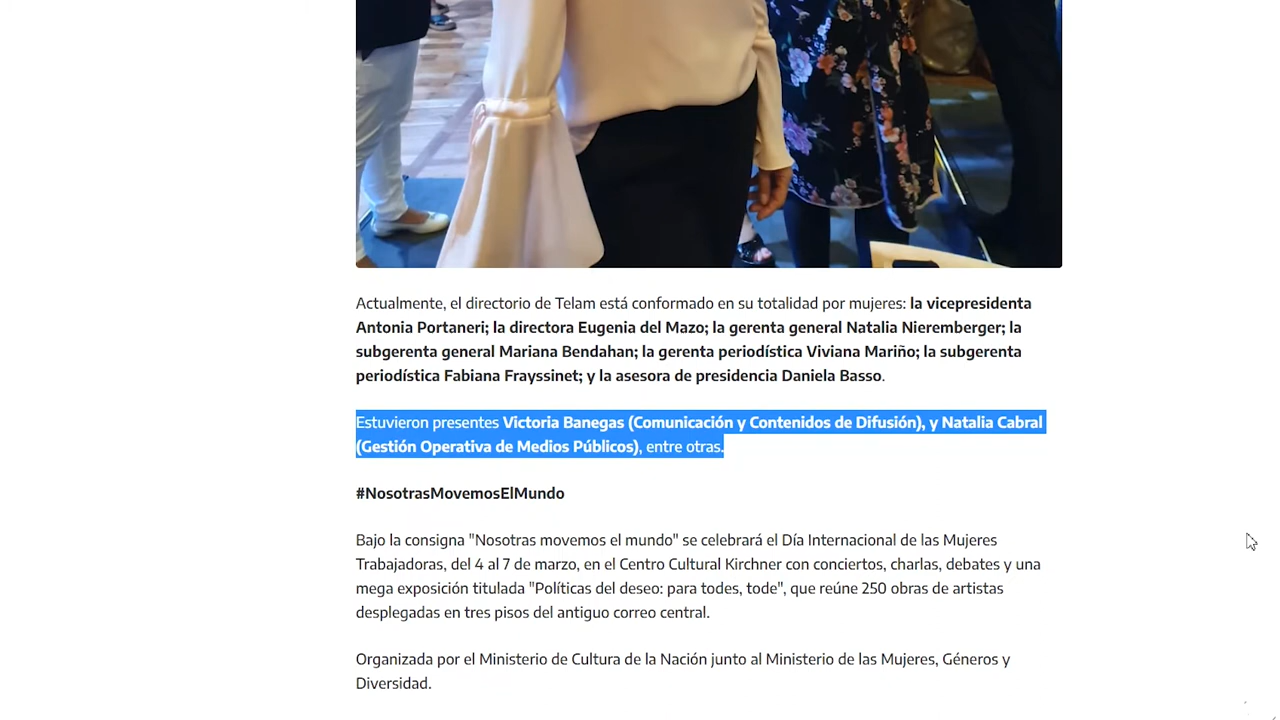 Actualmente, el directorio de Telam está conformado en su totalidad por mujeres: la vicepresidenta
Antonia Portaneri; la directora Eugenia del Mazo; la gerenta general Natalia Nieremberger; la
subgerenta general Mariana Bendahan; la gerenta periodística Viviana Mariño; la subgerenta
periodística Fabiana Frayssinet; y la asesora de presidencia Daniela Basso.
Estuvieron presentes Victoria Banegas (Comunicación y Contenidos de Difusión), y Natalia Cabral
(Gestión Operativa de Medios Públicos), entre otras.
#NosotrasMovemosElMundo
Bajo la consigna "Nosotras movemos el mundo" se celebrará el Día Internacional de las Mujeres
Trabajadoras, del 4 al 7 de marzo, en el Centro Cultural Kirchner con conciertos, charlas, debates y una
mega exposición titulada "Políticas del deseo: para todes, tode", que reúne 250 obras de artistas
desplegadas en tres pisos del antiguo correo central.
Organizada por el Ministerio de Cultura de la Nación junto al Ministerio de las Mujeres, Géneros y
Diversidad.